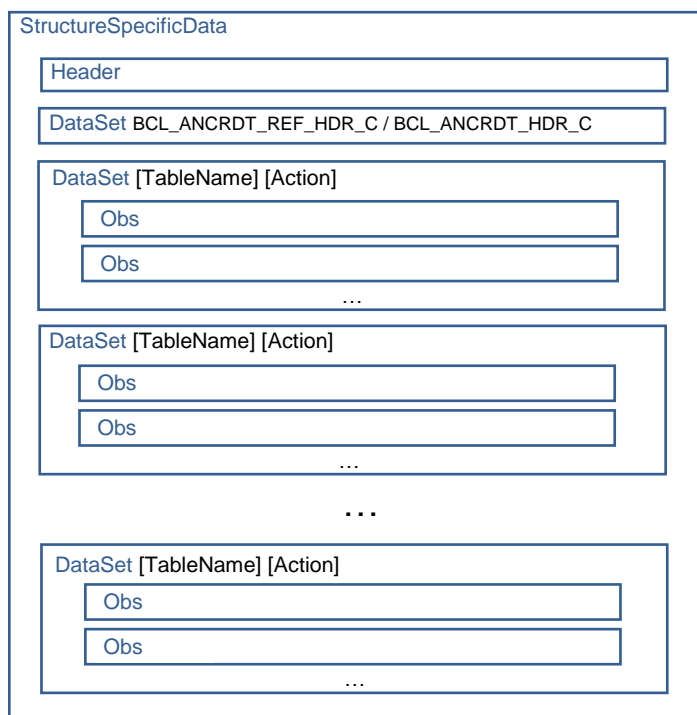 StructureSpecificData
Header
DataSet BCL_ANCRDT_REF_HDR_C / BCL_ANCRDT_HDR_C
DataSet [TableName] [Action]
Obs
Obs
…
DataSet [TableName] [Action]
Obs
Obs
…
...
DataSet [TableName] [Action]
Obs
Obs
…